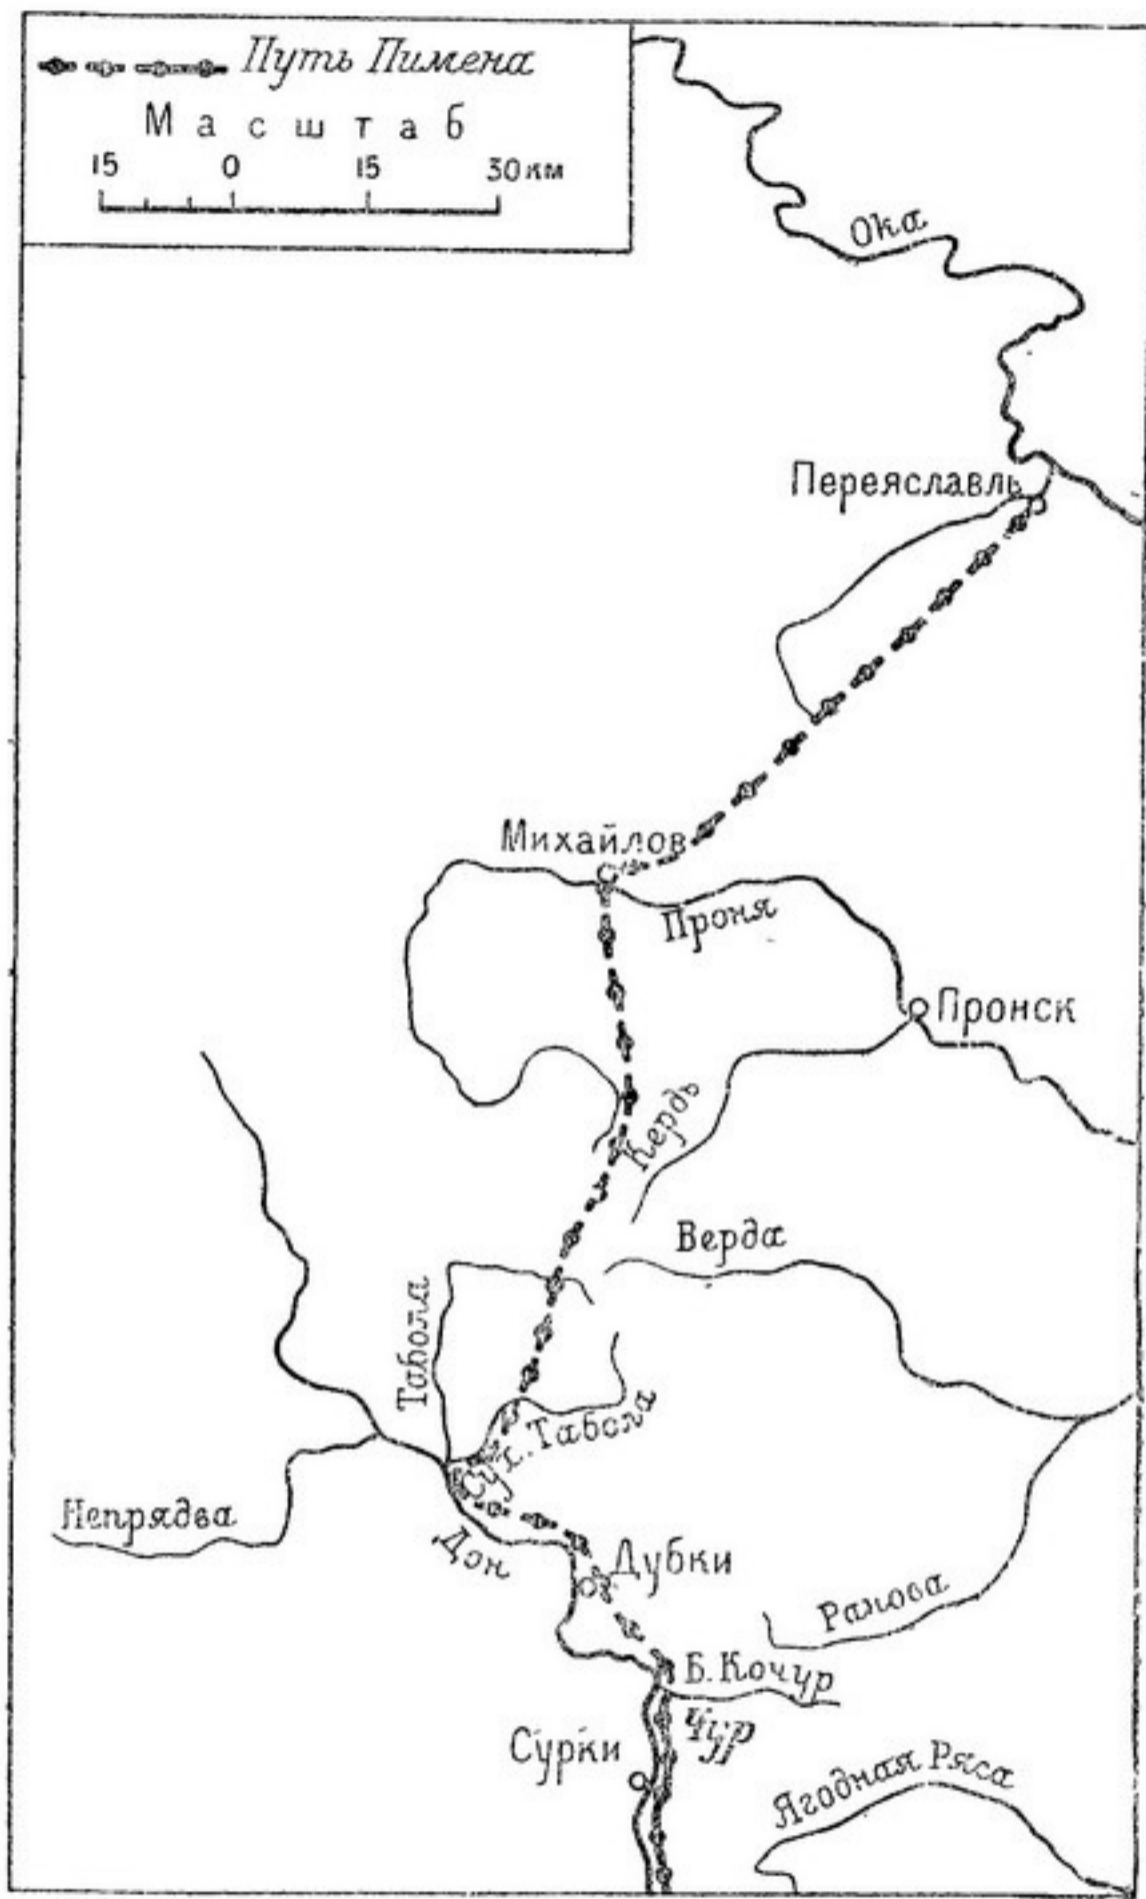 Путь Пимена
Масштаб
15 0 15 30 км
Ока
Переяславль
Михайлов
Проня
Пронск
Кердь
Верда
Табола
Табола
Непрядва
Дон
Дубки
Ранова
Б. Кочур
Чур
Сурки
Ягодная Ряса